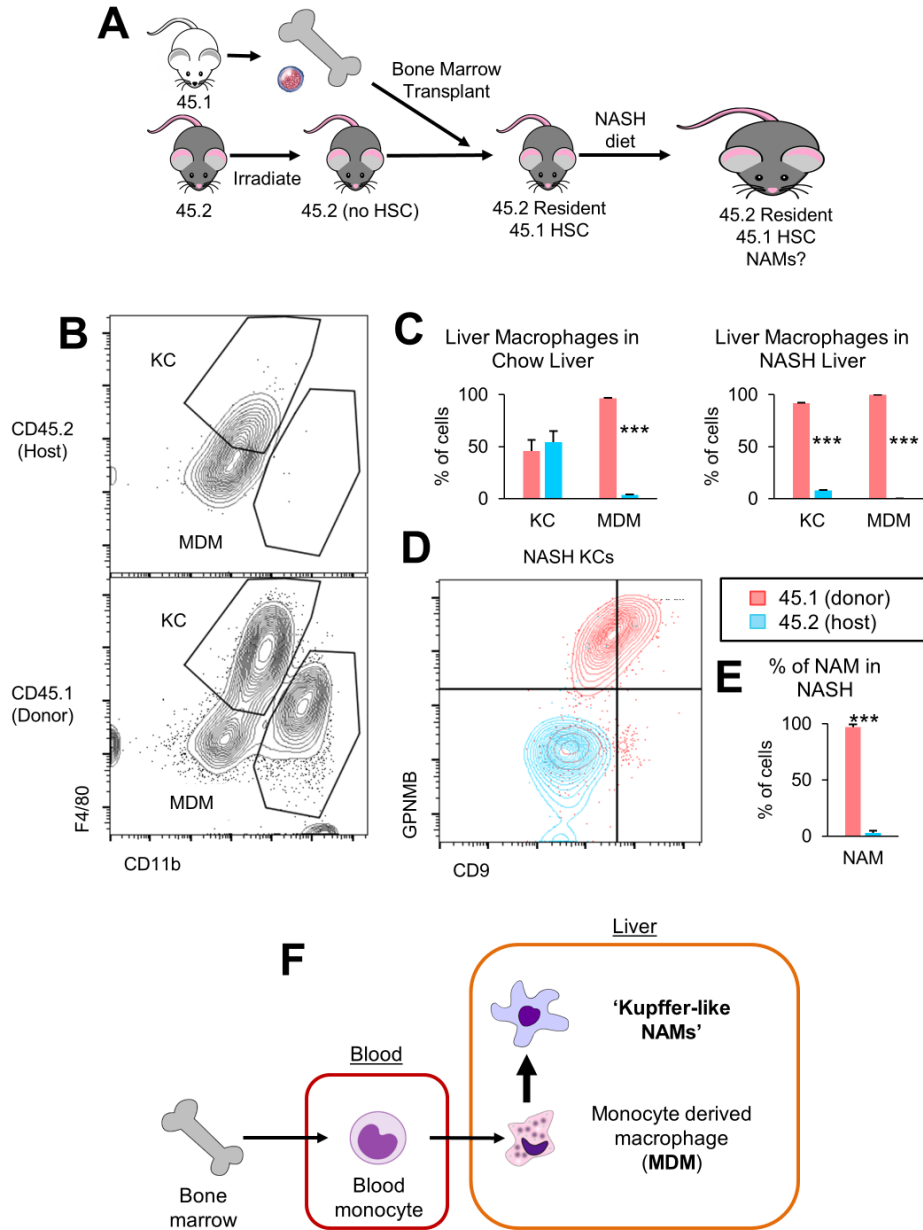 A
45.1
Bone Marrow
Transplant
NASH
diet
Irradiate
45.2
45.2 (no HSC)
45.2 Resident
45.1 HSC
45.2 Resident
45.1 HSC
NAMs?
B
KC
CD45.2
(Host)
MDM
KC
CD45.1
(Donor)
MDM
F4/80
CD11b
C
Liver Macrophages in
Chow Liver
% of cells
100
50
0
***
KC
MDM
Liver Macrophages in
NASH Liver
% of cells
100
50
0
***
***
KC
MDM
D
NASH KCs
GPNMB
CD9
45.1 (donor)
45.2 (host)
E
% of NAM in
NASH
% of cells
100
50
0
***
NAM
F
Liver
Blood
'Kupffer-like
NAMs'
Monocyte derived
macrophage
(MDM)
Bone
marrow
Blood
monocyte